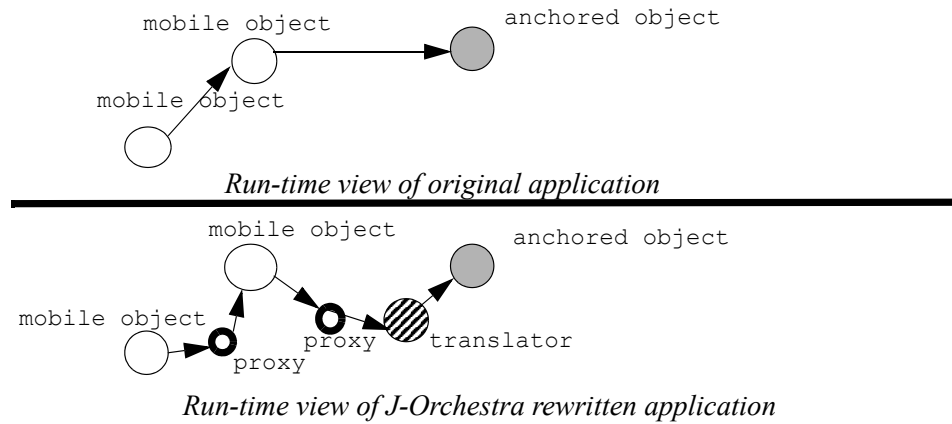 anchored object
mobile object
mobile object
Run-time view of original application
mobile object
anchored object
mobile object
proxy
translator
proxy
Run-time view of J-Orchestra rewritten application